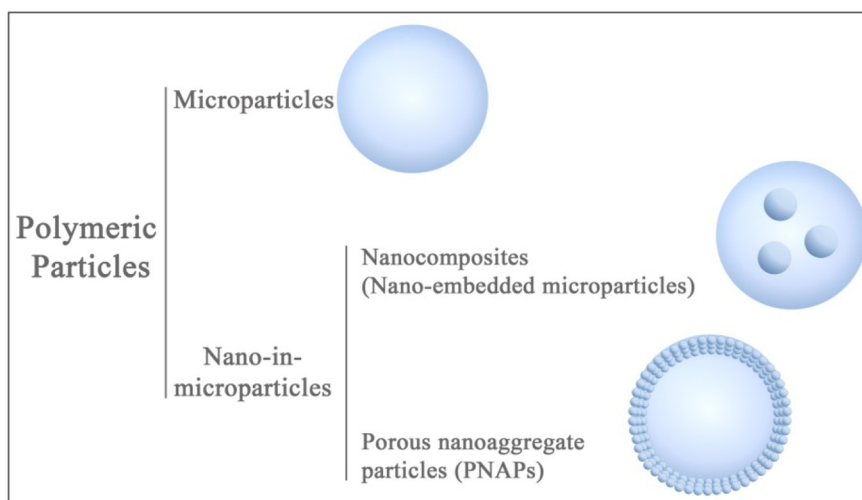 Microparticles
Polymeric
Particles
Nanocomposites
(Nano-embedded microparticles)
Nano-in-
microparticles
Porous nanoaggregate
particles (PNAPs)